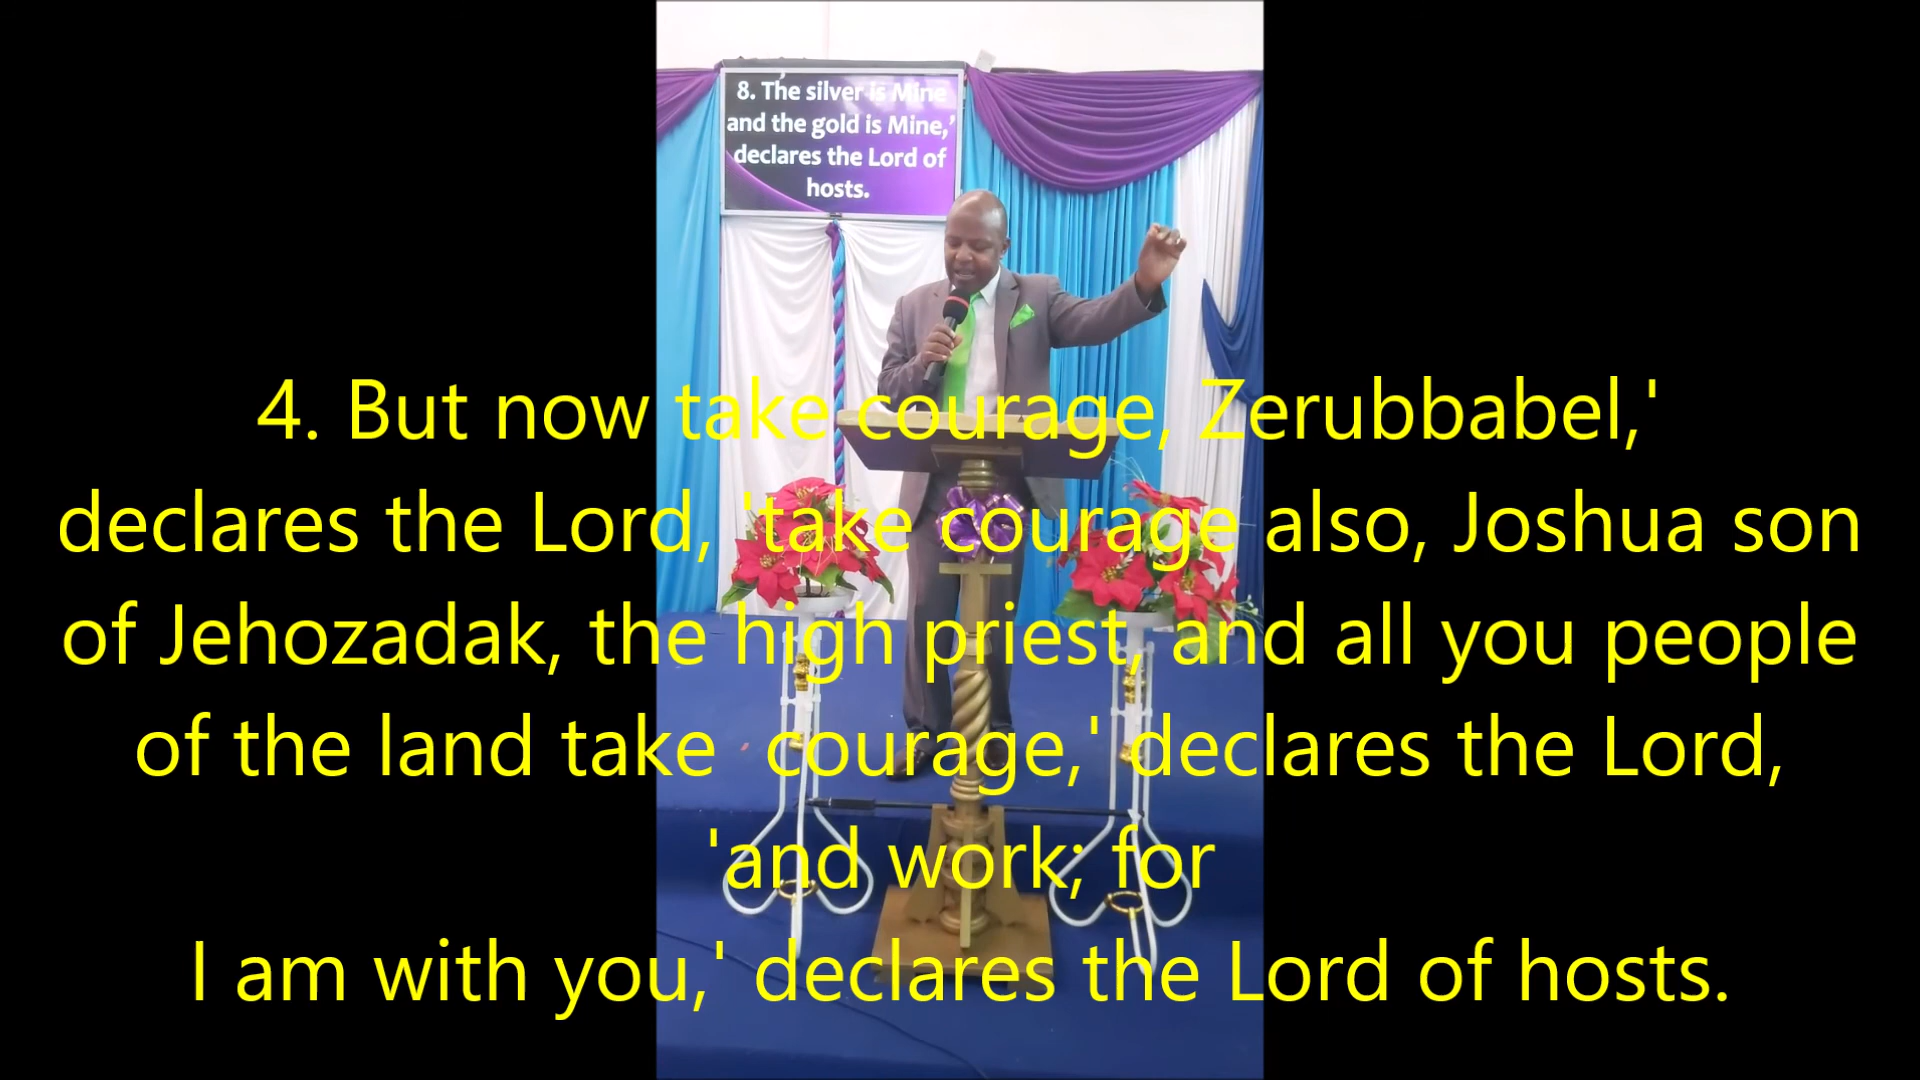 8. The silver is Mine
and the gold is Mine,’
declares the Lord of
hosts.
4. But now take courage, Zerubbabel,'
declares the Lord, 'take courage also, Joshua son
of Jehozadak, the high priest, and all you people
of the land take courage,' declares the Lord,
'and work; for
I am with you,' declares the Lord of hosts.